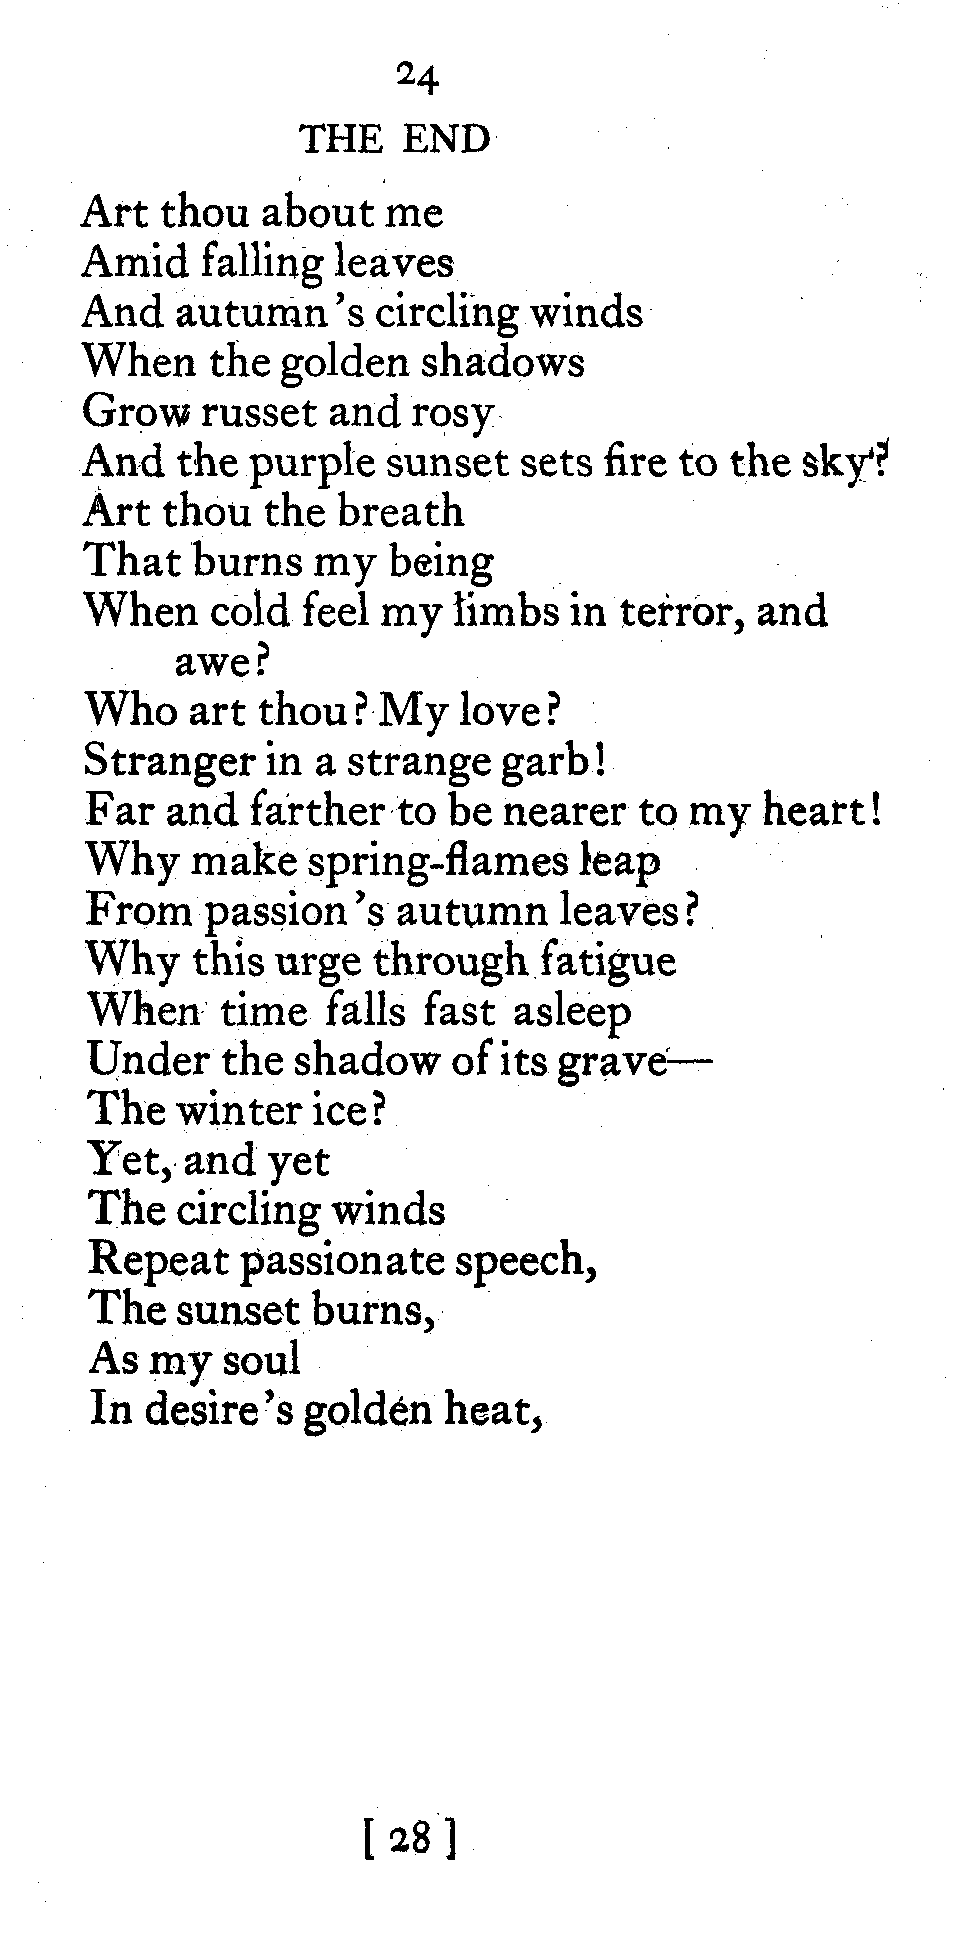 24
THE END
Art thou about me
Amid falling leaves
And autumn's circling winds
When the golden shadows
Grow russet and rosy
And the purple sunset sets fire to the sky?
Art thou the breath
That burns my being
When cold feel my limbs in terror, and
awe?
Who art thou? My love?
Stranger in a strange garb!
Far and farther to be nearer to my heart!
Why make spring-flames leap
From passion's autumn leaves?
Why this urge through fatigue
When time falls fast asleep
Under the shadow of its grave—
The winter ice?
Yet, and yet
The circling winds
Repeat passionate speech,
The sunset burns,
As my soul
In desire's golden heat,
[ 28 ]